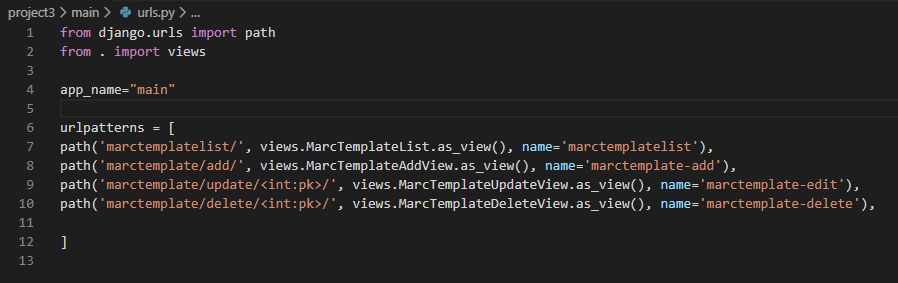 project3 > main > urls.py > ...
1 from django.urls import path
2 from . import views
3
4 app_name="main"
5
6 urlpatterns = [
7 path('marctemplatelist/', views.MarcTemplateList.as_view(), name='marctemplatelist'),
8 path('marctemplate/add/', views.MarcTemplateAddView.as_view(), name='marctemplate-add'),
9 path('marctemplate/update/<int:pk>/', views.MarcTemplateUpdateView.as_view(), name='marctemplate-edit'),
10 path('marctemplate/delete/<int:pk>/', views.MarcTemplateDeleteView.as_view(), name='marctemplate-delete'),
11
12 ]
13